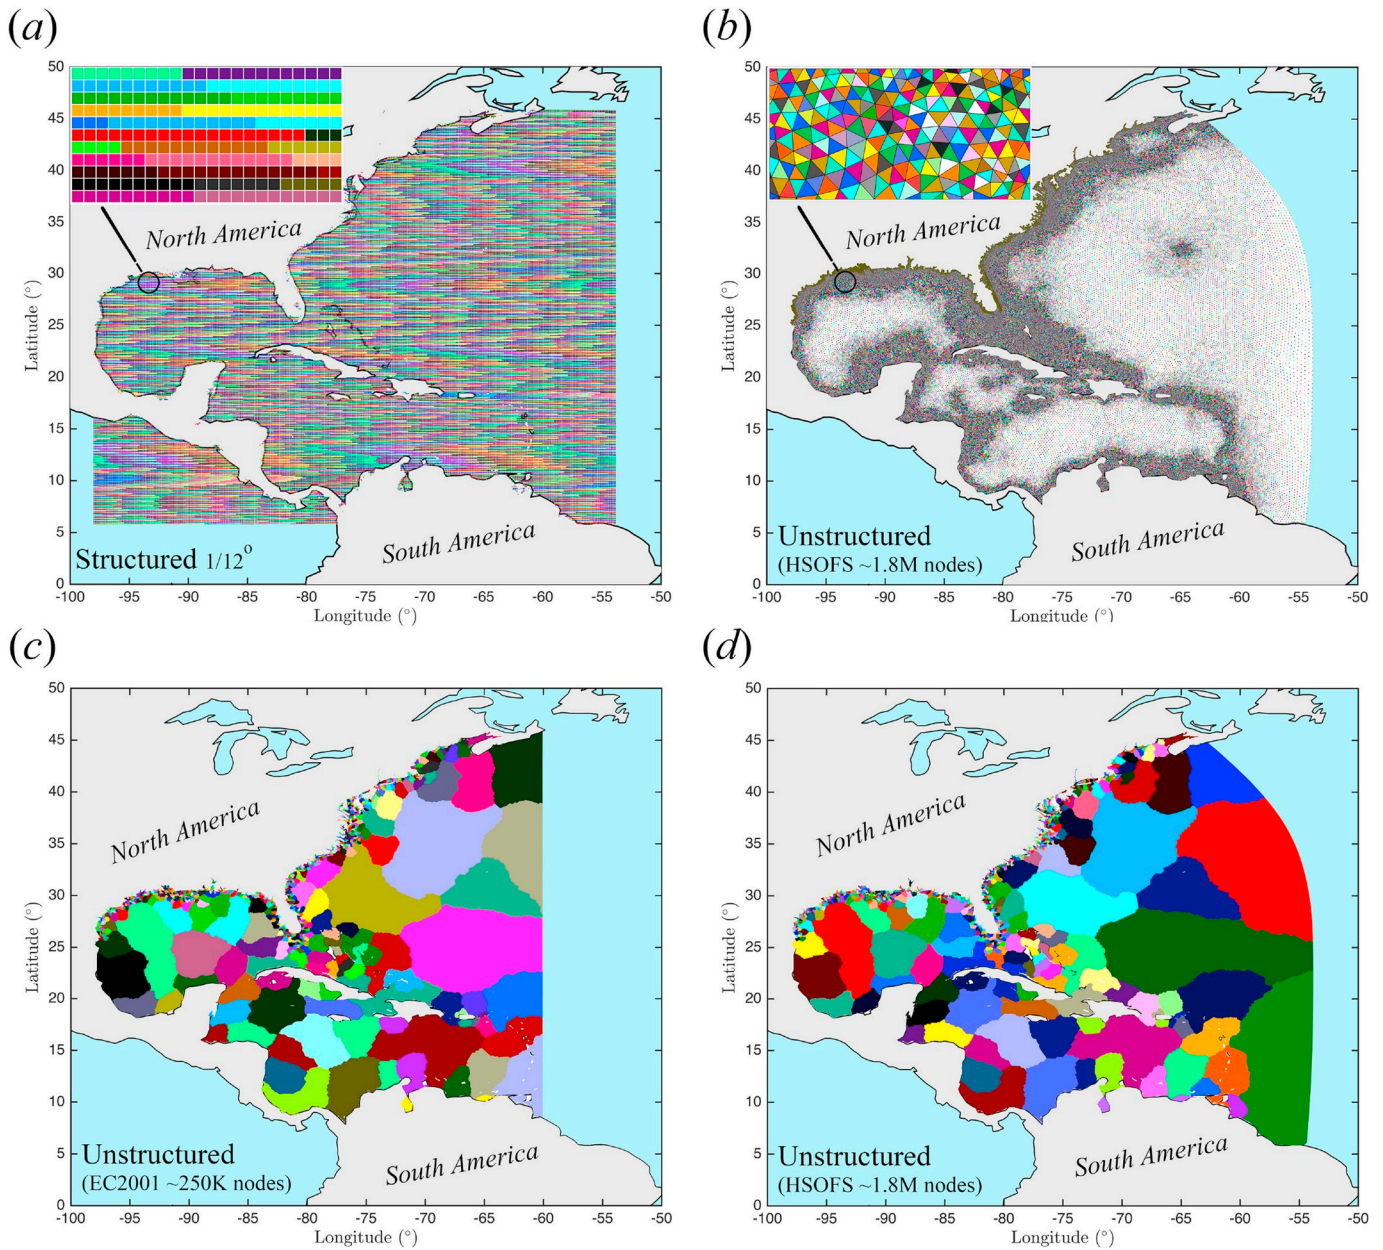 (a)
50
45
40
35
30
25
20
15
10
5
0
Latitude (°)
North America
South America
Structured 1/12°
-100 -95 -90 -85 -80 -75 -70 -65 -60 -55 -50
Longitude (°)
(b)
50
45
40
35
30
25
20
15
10
5
0
Latitude (°)
North America
South America
Unstructured
(HSOFS ~1.8M nodes)
-100 -95 -90 -85 -80 -75 -70 -65 -60 -55 -50
Longitude (°)
(c)
50
45
40
35
30
25
20
15
10
5
0
Latitude (°)
North America
South America
Unstructured
(EC2001 ~250K nodes)
-100 -95 -90 -85 -80 -75 -70 -65 -60 -55 -50
Longitude (°)
(d)
50
45
40
35
30
25
20
15
10
5
0
Latitude (°)
North America
South America
Unstructured
(HSOFS ~1.8M nodes)
-100 -95 -90 -85 -80 -75 -70 -65 -60 -55 -50
Longitude (°)